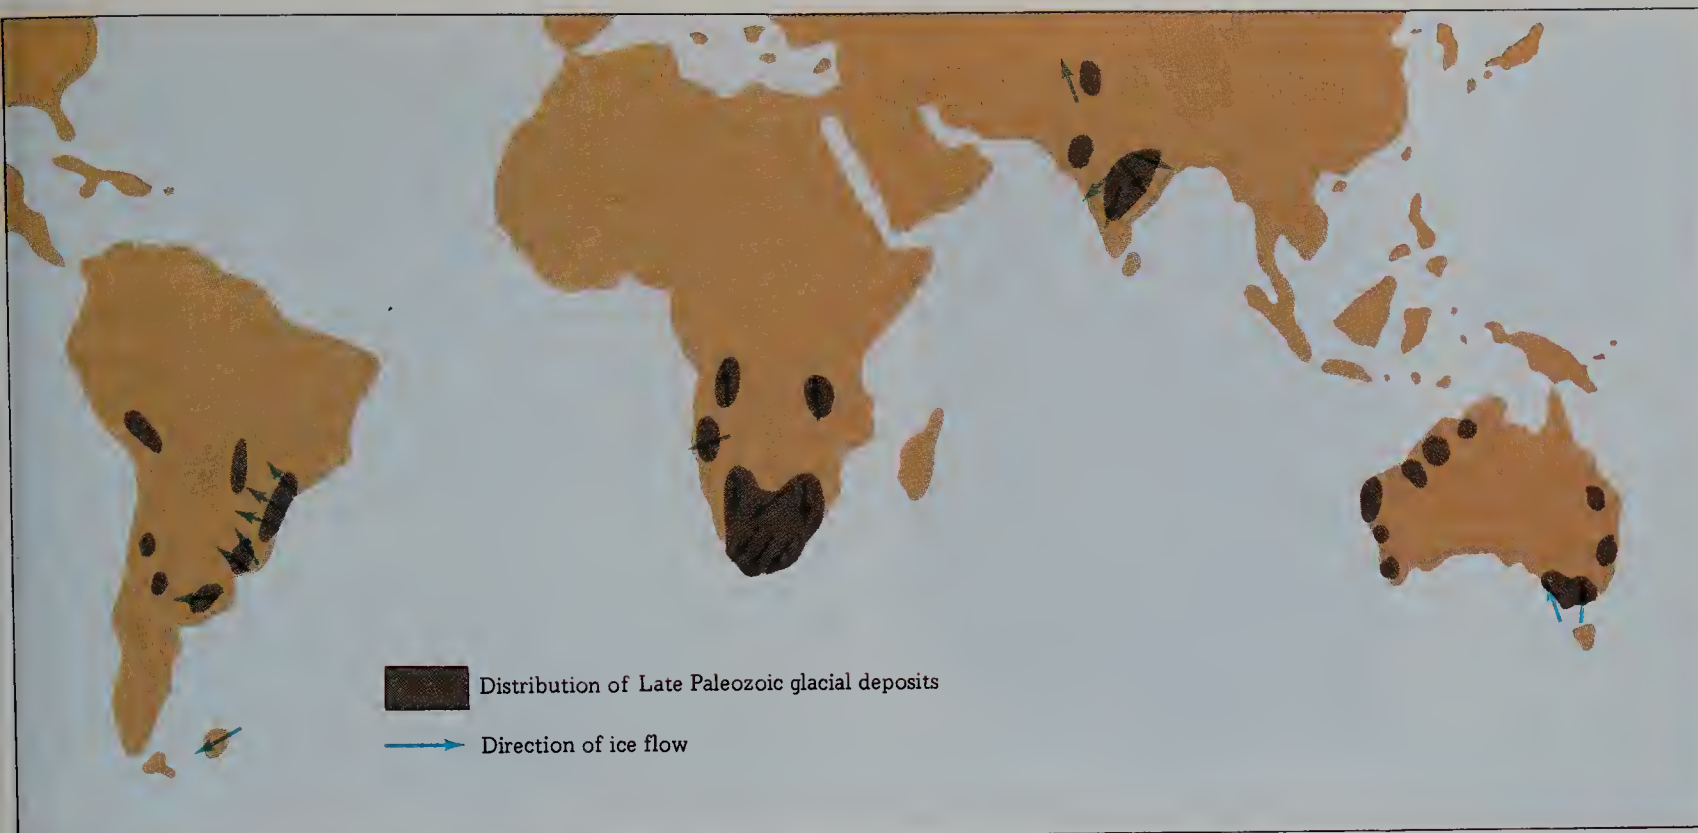 Distribution of Late Paleozoic glacial deposits
Direction of ice flow